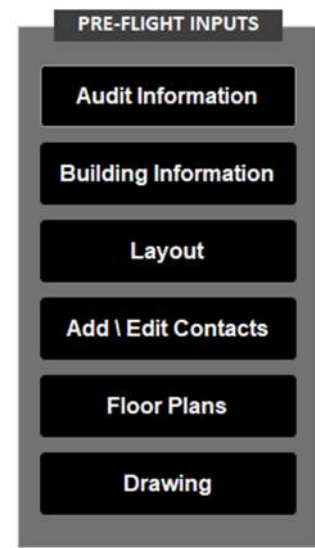 PRE-FLIGHT INPUTS
Audit Information
Building Information
Layout
Add \ Edit Contacts
Floor Plans
Drawing